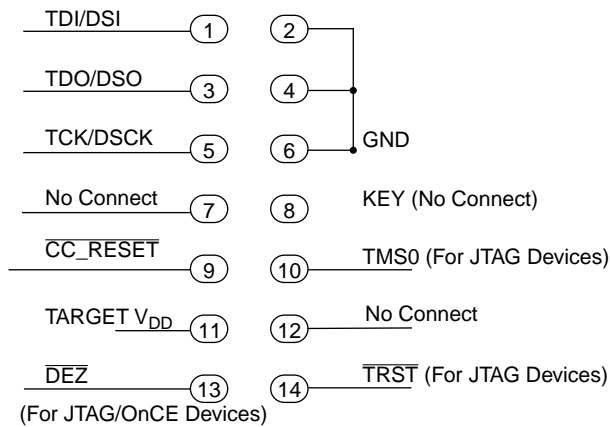 TDI/DSI 1 2
TDO/DSO 3 4
TCK/DSCK 5 6 GND
No Connect 7 8 KEY (No Connect)
CC_RESET 9 10 TMS0 (For JTAG Devices)
TARGET VDD 11 12 No Connect
DEZ 13 14 TRST (For JTAG Devices)
(For JTAG/OnCE Devices)